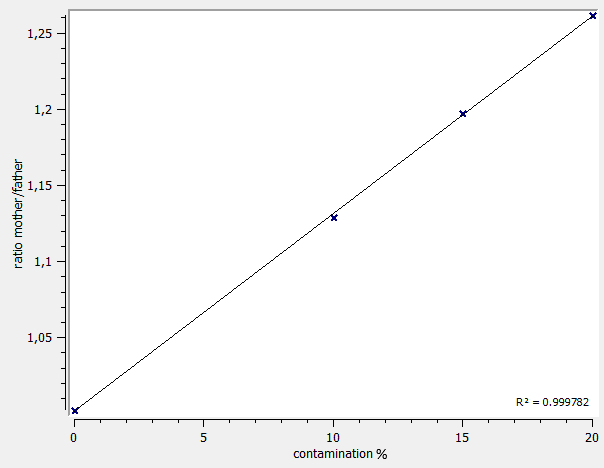 1,25
1,2
1,15
1,1
1,05
ratio mother/father
R² = 0.999782
0 5 10 15 20
contamination %